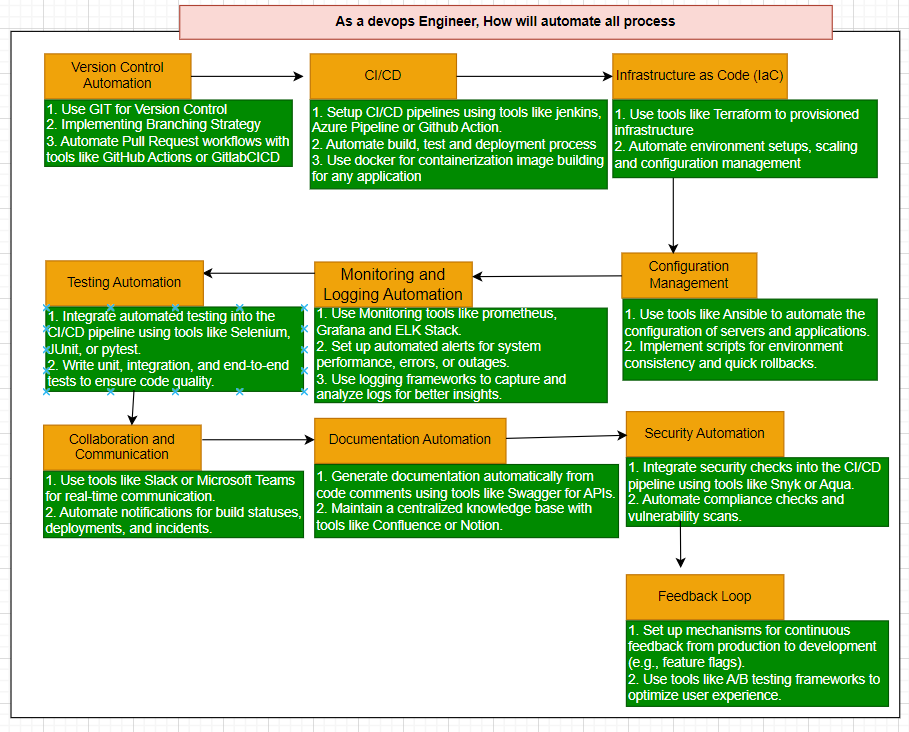 As a devops Engineer, How will automate all process
Version Control
Automation
1. Use GIT for Version Control
2. Implementing Branching Strategy
3. Automate Pull Request workflows with
tools like GitHub Actions or GitlabCICD
CI/CD
1. Setup CI/CD pipelines using tools like jenkins,
Azure Pipeline or Github Action.
2. Automate build, test and deployment process
3. Use docker for containerization image building
for any application
Infrastructure as Code (IaC)
1. Use tools like Terraform to provisioned
infrastructure
2. Automate environment setups, scaling
and configuration management
Configuration
Management
1. Use tools like Ansible to automate the
configuration of servers and applications.
2. Implement scripts for environment
consistency and quick rollbacks.
Monitoring and
Logging Automation
1. Use Monitoring tools like prometheus,
Grafana and ELK Stack.
2. Set up automated alerts for system
performance, errors, or outages.
3. Use logging frameworks to capture and
analyze logs for better insights.
Testing Automation
1. Integrate automated testing into the
CI/CD pipeline using tools like Selenium,
JUnit, or pytest.
2. Write unit, integration, and end-to-end
tests to ensure code quality.
Collaboration and
Communication
1. Use tools like Slack or Microsoft Teams
for real-time communication.
2. Automate notifications for build statuses,
deployments, and incidents.
Documentation Automation
1. Generate documentation automatically from
code comments using tools like Swagger for APIs.
2. Maintain a centralized knowledge base with
tools like Confluence or Notion.
Security Automation
1. Integrate security checks into the CI/CD
pipeline using tools like Snyk or Aqua.
2. Automate compliance checks and
vulnerability scans.
Feedback Loop
1. Set up mechanisms for continuous
feedback from production to development
(e.g., feature flags).
2. Use tools like A/B testing frameworks to
optimize user experience.